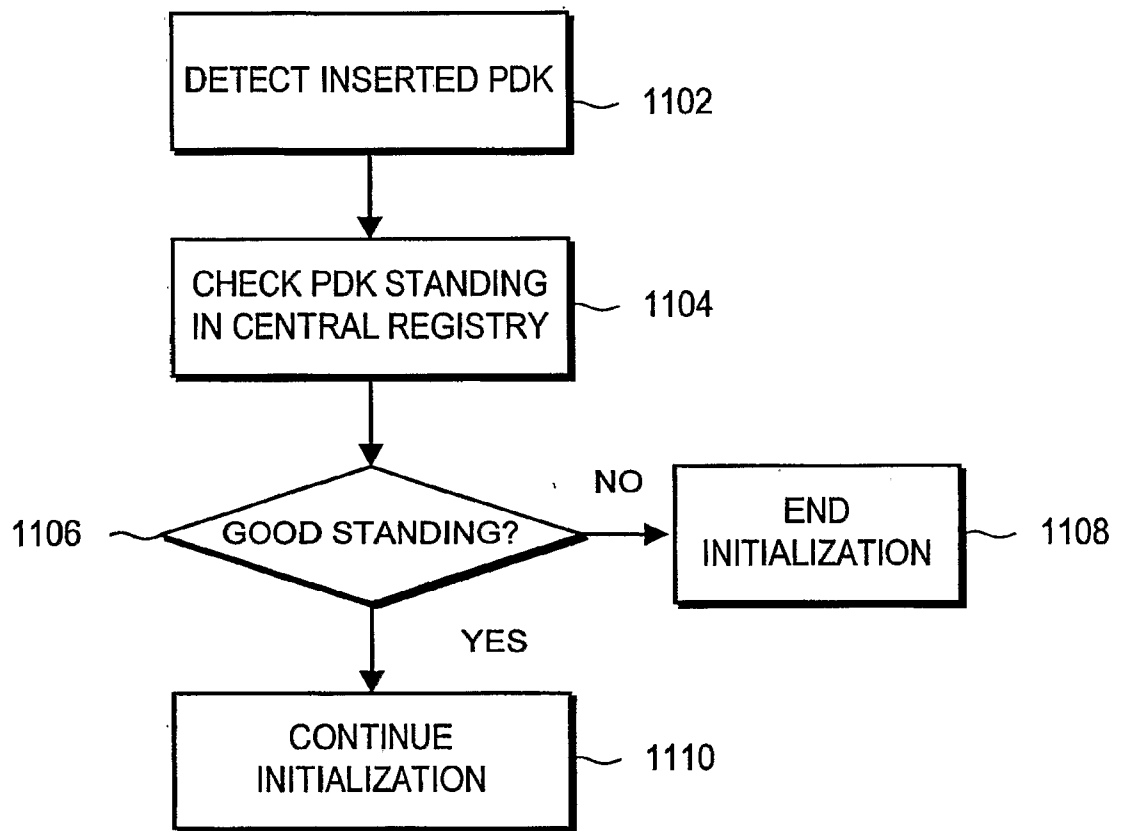 DETECT INSERTED PDK
1102
CHECK PDK STANDING
IN CENTRAL REGISTRY
1104
1106
GOOD STANDING?
NO
END
INITIALIZATION
1108
YES
CONTINUE
INITIALIZATION
1110